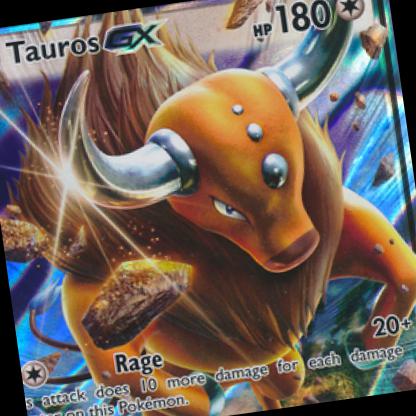 Tauros GX HP 180
Rage 20+
s attack does 10 more damage for each damage
on this Pokémon.